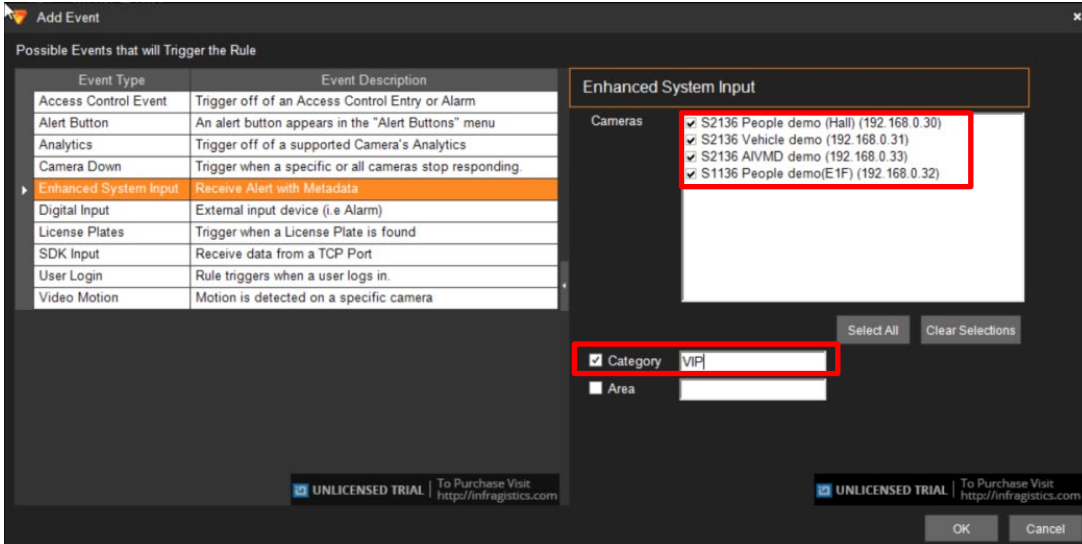 Add Event
Possible Events that will Trigger the Rule
Event Type Event Description
Access Control Event Trigger off of an Access Control Entry or Alarm
Alert Button An alert button appears in the "Alert Buttons" menu
Analytics Trigger off of a supported Camera's Analytics
Camera Down Trigger when a specific or all cameras stop responding.
Enhanced System Input Receive Alert with Metadata
Digital Input External input device (i.e Alarm)
License Plates Trigger when a License Plate is found
SDK Input Receive data from a TCP Port
User Login Rule triggers when a user logs in.
Video Motion Motion is detected on a specific camera
UNLICENSED TRIAL To Purchase Visit
http://infragistics.com
Enhanced System Input
Cameras
S2136 People demo (Hall) (192.168.0.30)
S2136 Vehicle demo (192.168.0.31)
S2136 AIVMD demo (192.168.0.33)
S1136 People demo(E1F) (192.168.0.32)
Select All Clear Selections
Category VIP
Area
UNLICENSED TRIAL To Purchase Visit
http://infragistics.com
OK Cancel